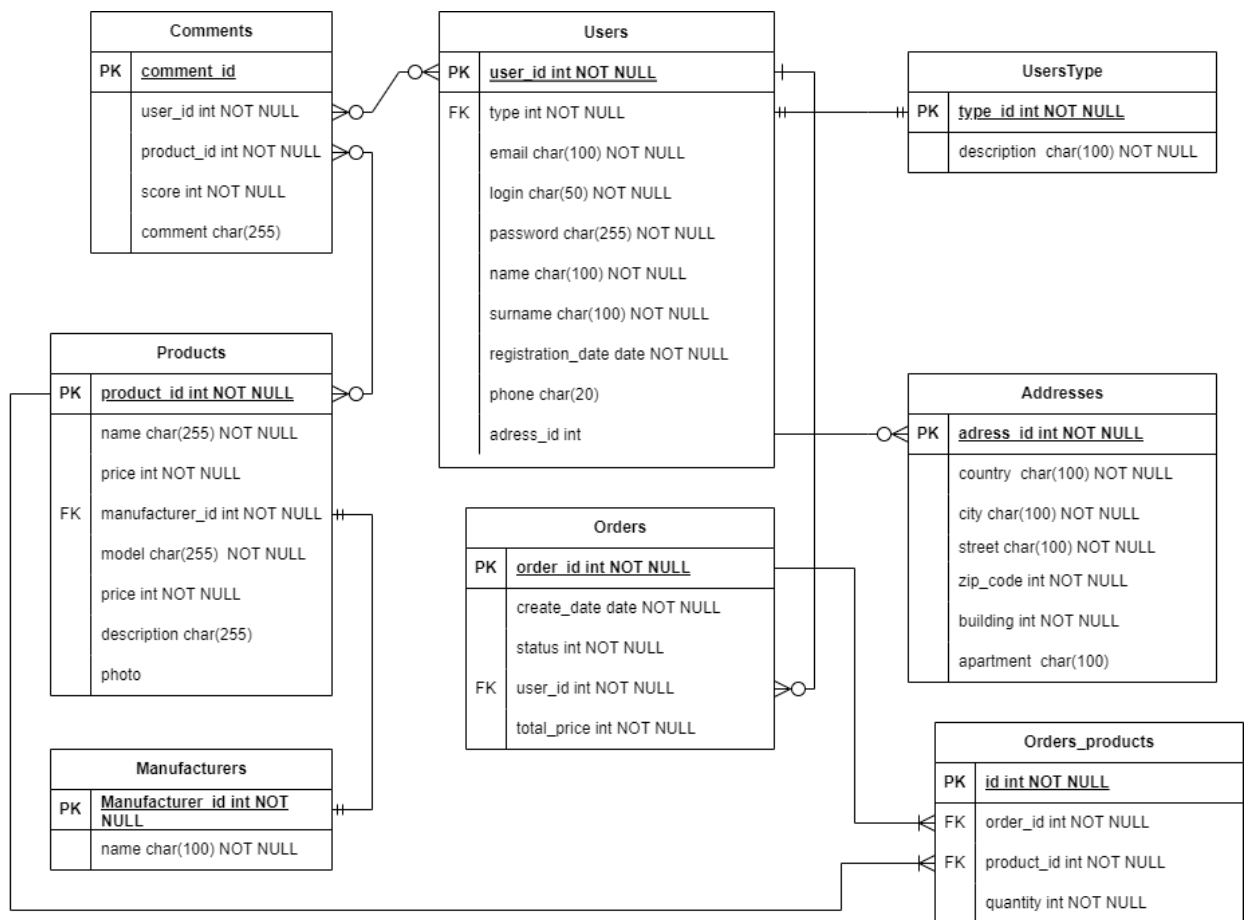 Comments
PK comment_id
user_id int NOT NULL
product_id int NOT NULL
score int NOT NULL
comment char(255)
Users
PK user_id int NOT NULL
FK type int NOT NULL
email char(100) NOT NULL
login char(50) NOT NULL
password char(255) NOT NULL
name char(100) NOT NULL
surname char(100) NOT NULL
registration_date date NOT NULL
phone char(20)
adress_id int
UsersType
PK type_id int NOT NULL
description char(100) NOT NULL
Products
PK product_id int NOT NULL
name char(255) NOT NULL
price int NOT NULL
FK manufacturer_id int NOT NULL
model char(255) NOT NULL
price int NOT NULL
description char(255)
photo
Addresses
PK adress_id int NOT NULL
country char(100) NOT NULL
city char(100) NOT NULL
street char(100) NOT NULL
zip_code int NOT NULL
building int NOT NULL
apartment char(100)
Orders
PK order_id int NOT NULL
create_date date NOT NULL
status int NOT NULL
FK user_id int NOT NULL
total_price int NOT NULL
Manufacturers
PK Manufacturer_id int NOT
NULL
name char(100) NOT NULL
Orders_products
PK id int NOT NULL
FK order_id int NOT NULL
FK product_id int NOT NULL
quantity int NOT NULL